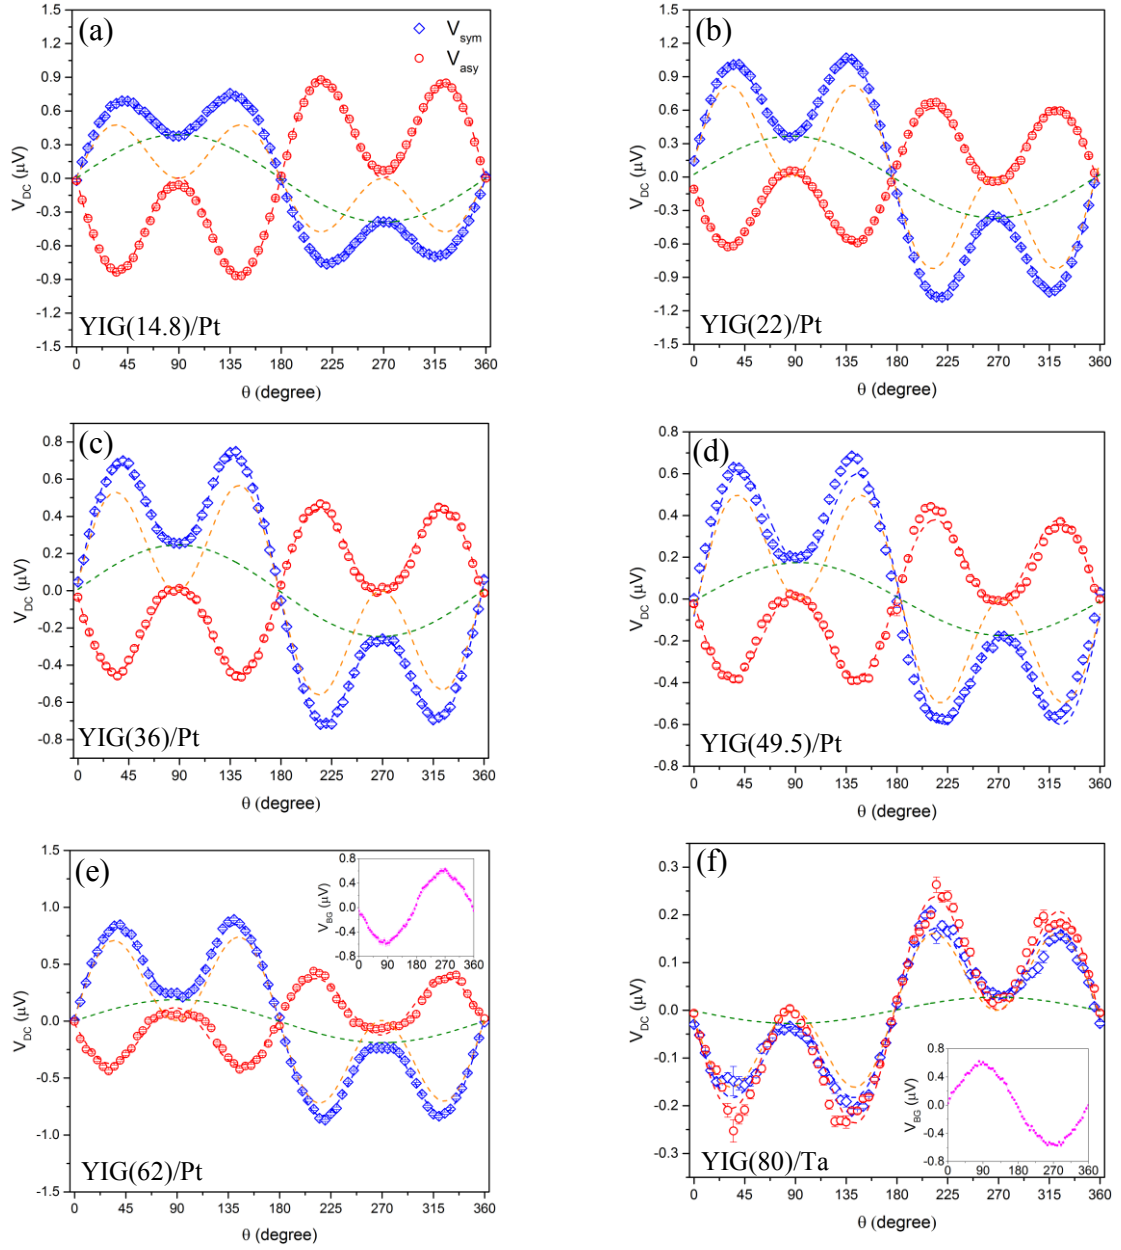 (a)
V_sym
V_asy
1.5
1.2
0.9
0.6
0.3
0.0
-0.3
-0.6
-0.9
-1.2
-1.5
V_DC (μV)
YIG(14.8)/Pt
0 45 90 135 180 225 270 315 360
θ (degree)
(b)
1.5
1.2
0.9
0.6
0.3
0.0
-0.3
-0.6
-0.9
-1.2
-1.5
V_DC (μV)
YIG(22)/Pt
0 45 90 135 180 225 270 315 360
θ (degree)
(c)
0.8
0.6
0.4
0.2
0.0
-0.2
-0.4
-0.6
-0.8
V_DC (μV)
YIG(36)/Pt
0 45 90 135 180 225 270 315 360
θ (degree)
(d)
0.8
0.6
0.4
0.2
0.0
-0.2
-0.4
-0.6
-0.8
V_DC (μV)
YIG(49.5)/Pt
0 45 90 135 180 225 270 315 360
θ (degree)
(e)
1.5
1.0
0.5
0.0
-0.5
-1.0
-1.5
V_DC (μV)
0.8
0.4
0.0
-0.4
-0.8
V_BG (μV)
0 90 180 270 360
YIG(62)/Pt
0 45 90 135 180 225 270 315 360
θ (degree)
(f)
0.3
0.2
0.1
0.0
-0.1
-0.2
-0.3
V_DC (μV)
0.8
0.4
0.0
-0.4
-0.8
V_BG (μV)
0 90 180 270 360
YIG(80)/Ta
0 45 90 135 180 225 270 315 360
θ (degree)